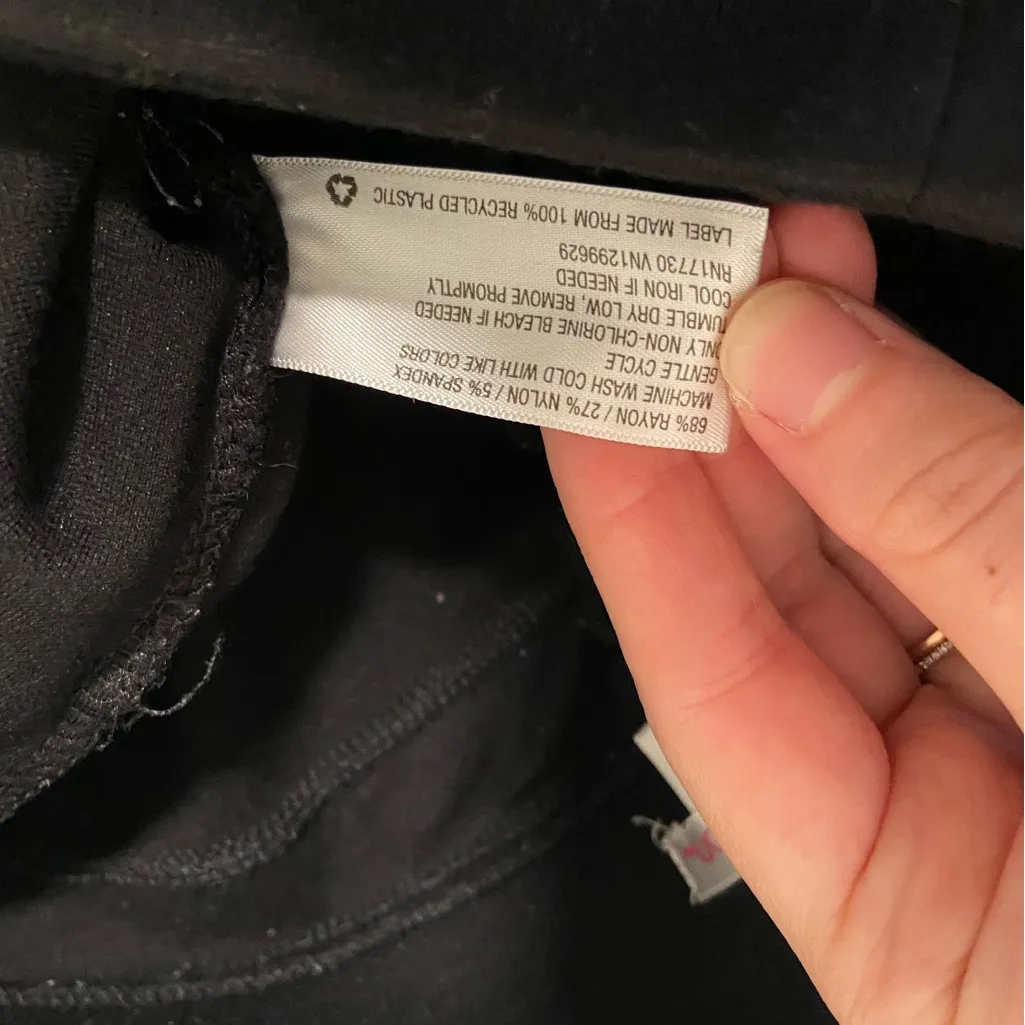 68% RAYON / 27% NYLON / 5% SPANDEX
MACHINE WASH COLD WITH LIKE COLORS
GENTLE CYCLE
ONLY NON-CHLORINE BLEACH IF NEEDED
TUMBLE DRY LOW, REMOVE PROMPTLY
COOL IRON IF NEEDED
RN17730 VN1299629
LABEL MADE FROM 100% RECYCLED PLASTIC